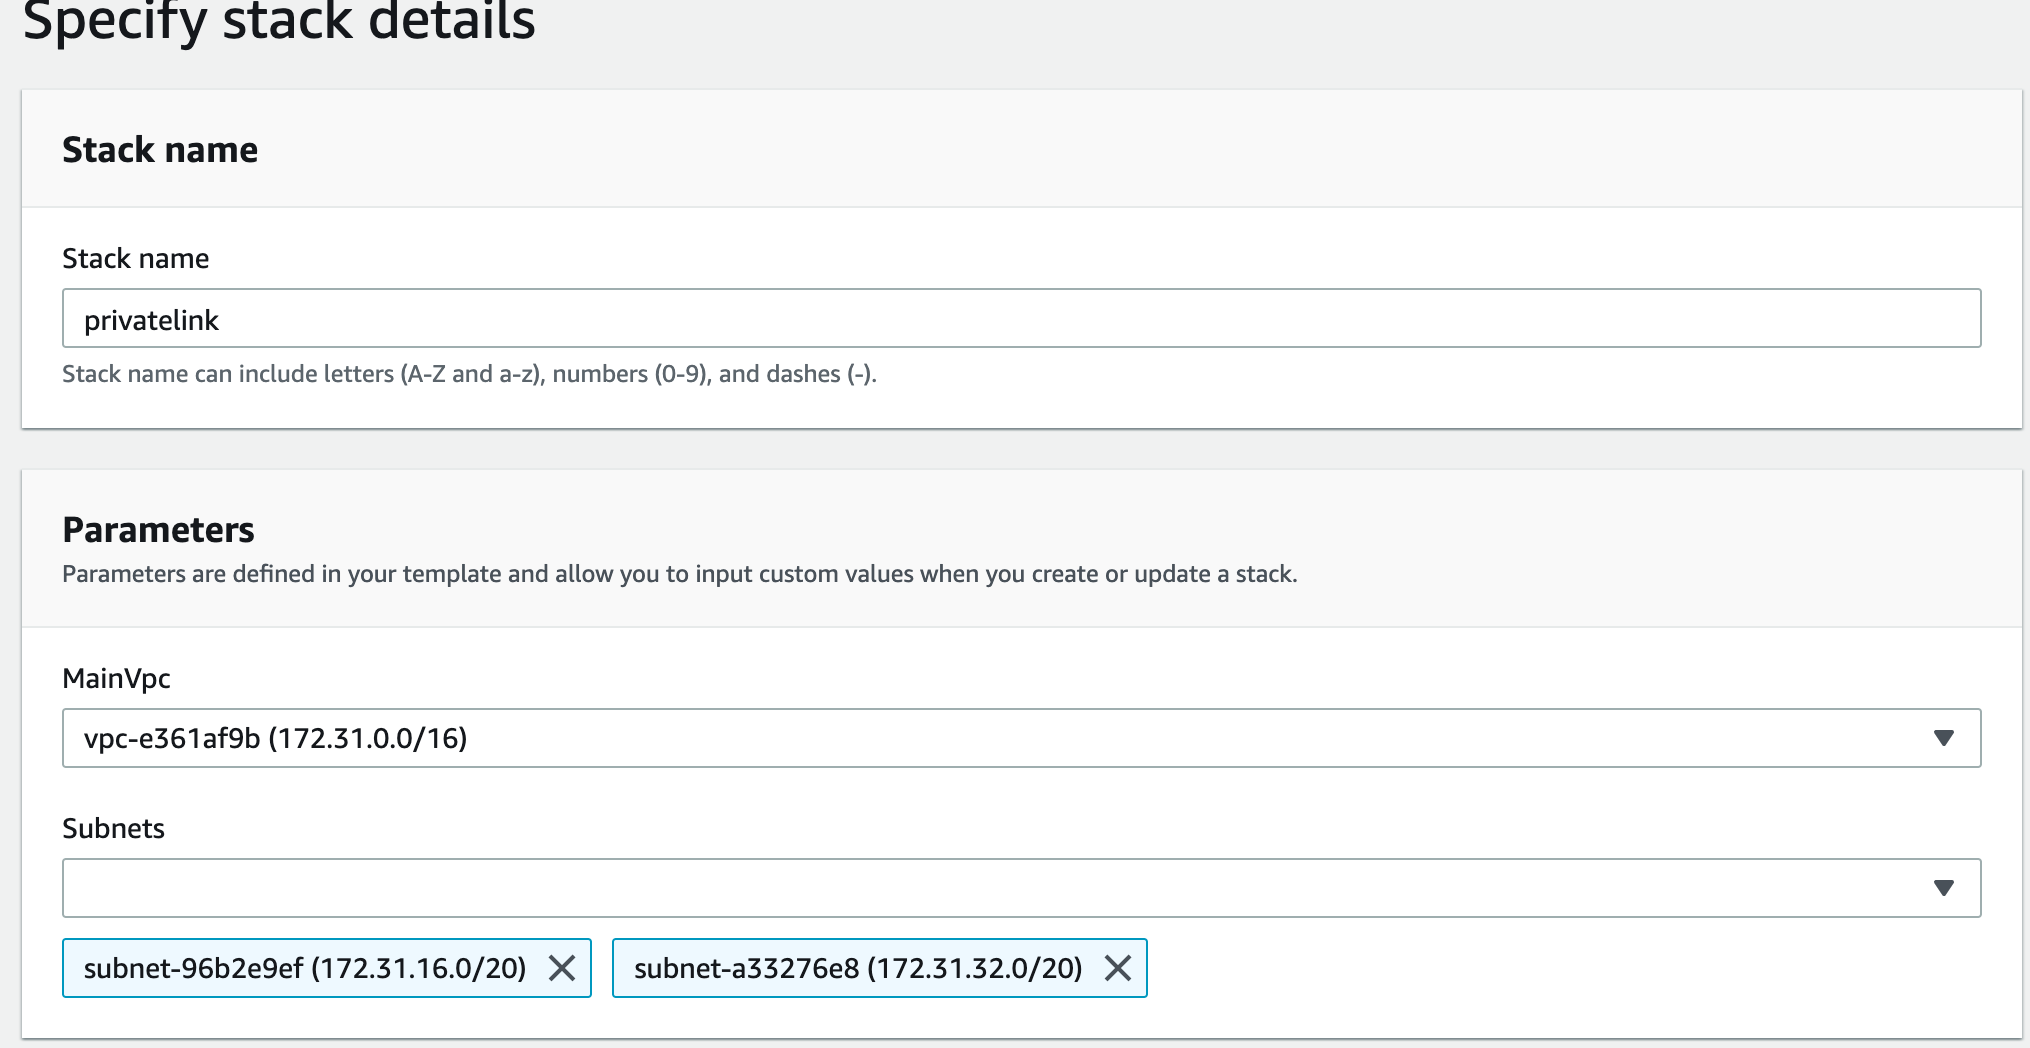 Specify stack details
Stack name
Stack name
privatelink
Stack name can include letters (A-Z and a-z), numbers (0-9), and dashes (-).
Parameters
Parameters are defined in your template and allow you to input custom values when you create or update a stack.
MainVpc
vpc-e361af9b (172.31.0.0/16)
Subnets
subnet-96b2e9ef (172.31.16.0/20) subnet-a33276e8 (172.31.32.0/20)